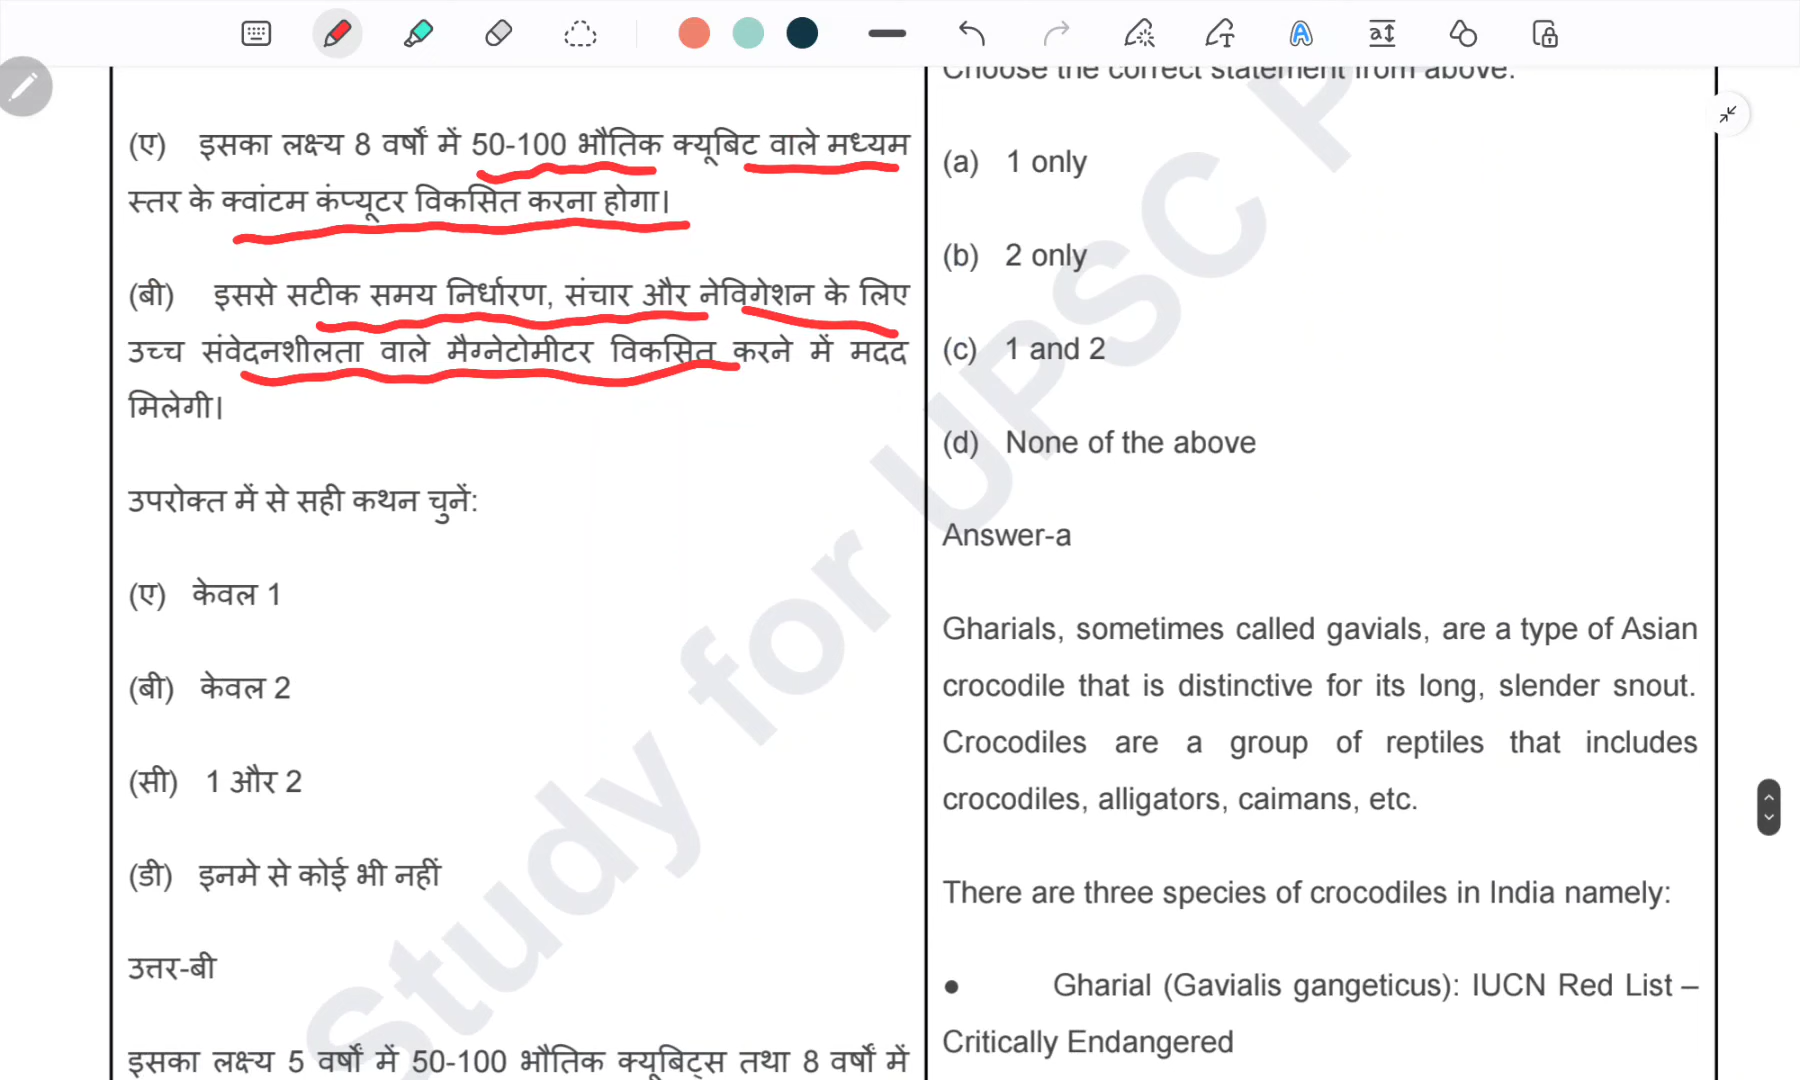 (ए) इसका लक्ष्य 8 वर्षों में 50-100 भौतिक क्यूबिट वाले मध्यम
स्तर के क्वांटम कंप्यूटर विकसित करना होगा।
(बी) इससे सटीक समय निर्धारण, संचार और नेविगेशन के लिए
उच्च संवेदनशीलता वाले मैग्नेटोमीटर विकसित करने में मदद
मिलेगी।
उपरोक्त में से सही कथन चुनें:
(ए) केवल 1
(बी) केवल 2
(सी) 1 और 2
(डी) इनमे से कोई भी नहीं
उत्तर-बी
इसका लक्ष्य 5 वर्षों में 50-100 भौतिक क्यूबिट्स तथा 8 वर्षों में
Choose the correct statement from above.
(a) 1 only
(b) 2 only
(c) 1 and 2
(d) None of the above
Answer-a
Gharials, sometimes called gavials, are a type of Asian
crocodile that is distinctive for its long, slender snout.
Crocodiles are a group of reptiles that includes
crocodiles, alligators, caimans, etc.
There are three species of crocodiles in India namely:
● Gharial (Gavialis gangeticus): IUCN Red List –
Critically Endangered
Study for UPSC P